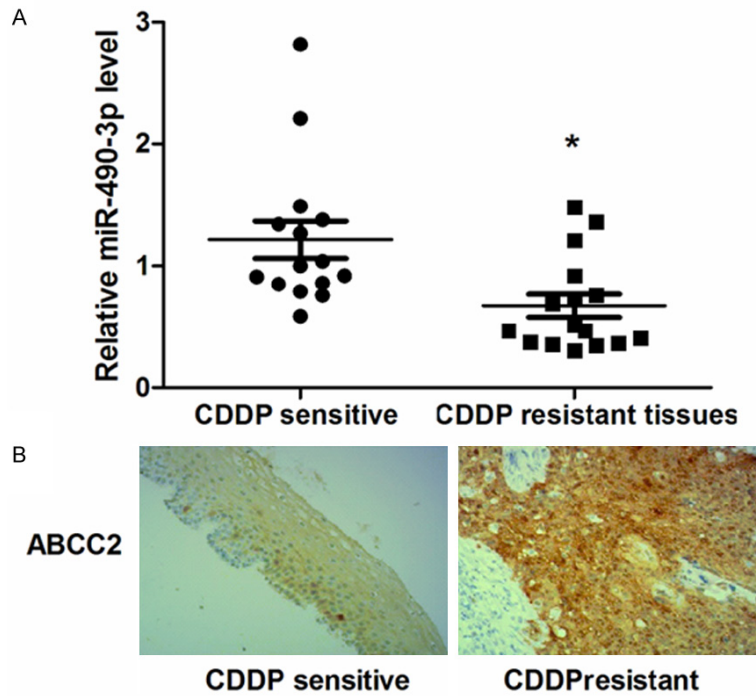 A
Relative miR-490-3p level
3
2
1
0
*
CDDP sensitive
CDDP resistant tissues
B
ABCC2
CDDP sensitive
CDDPresistant